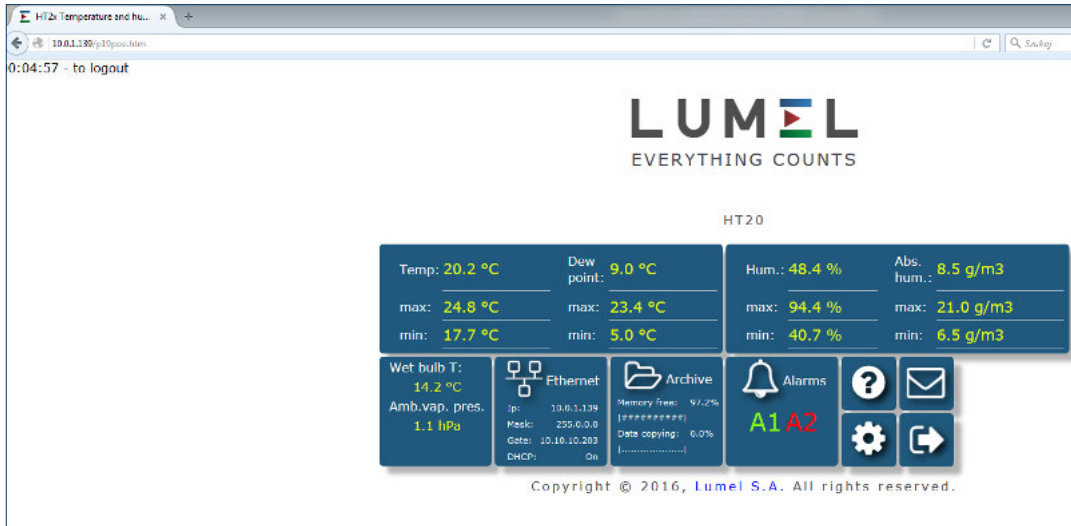 HT2x Temperature and hu... × +
10.0.1.139/p19pos.htm
Szukaj
0:04:57 - to logout
LUMEL
EVERYTHING COUNTS
HT20
Temp: 20.2 °C Dew point: 9.0 °C Hum.: 48.4 % Abs. hum.: 8.5 g/m3
max: 24.8 °C max: 23.4 °C max: 94.4 % max: 21.0 g/m3
min: 17.7 °C min: 5.0 °C min: 40.7 % min: 6.5 g/m3
Wet bulb T:
14.2 °C
Amb.vap. pres.
1.1 hPa
Ethernet
Ip: 10.0.1.139
Mask: 255.0.0.0
Gate: 10.10.10.203
DHCP: On
Archive
Memory free: 97.2%
|##########|
Data copying: 0.0%
Alarms
A1 A2
Copyright © 2016, Lumel S.A. All rights reserved.